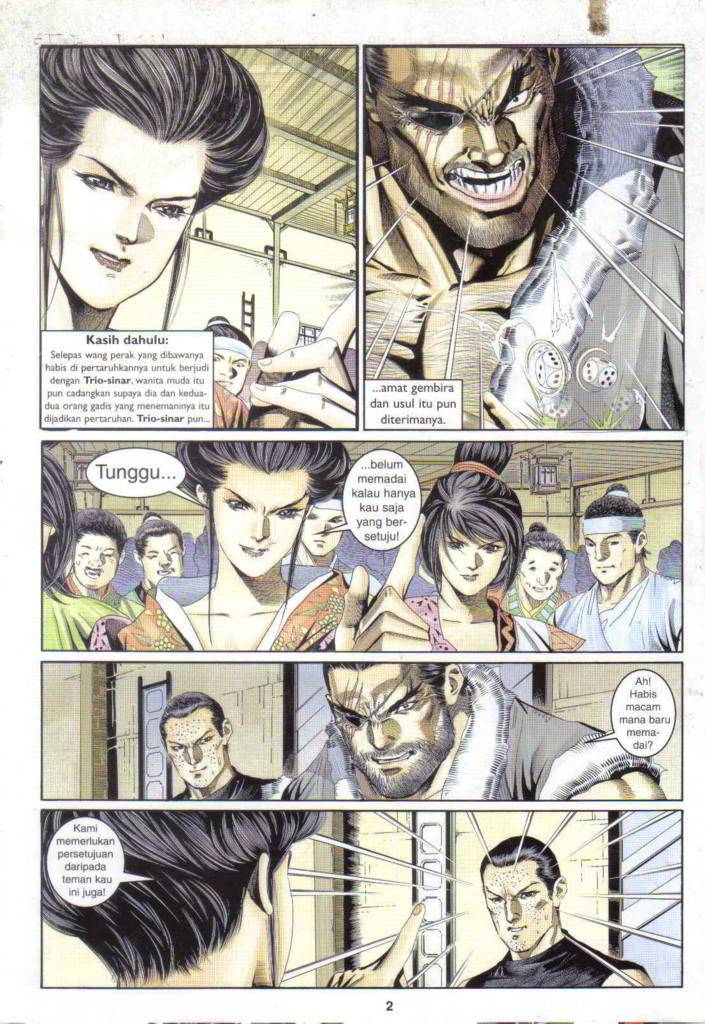 Kasih dahulu:
Selepas wang perak yang dibawanya
habis di pertaruhkannya untuk berjudi
dengan Trio-sinar, wanita muda itu
pun cadangkan supaya dia dan kedua-
dua orang gadis yang menemaninya itu
dijadikan pertaruhan. Trio-sinar pun...
...amat gembira
dan usul itu pun
diterimanya.
Tunggu...
...belum
memadai
kalau hanya
kau saja
yang ber-
setuju!
Ah!
Habis
macam
mana baru
mema-
dai?
Kami
memerlukan
persetujuan
daripada
teman kau
ini juga!
2